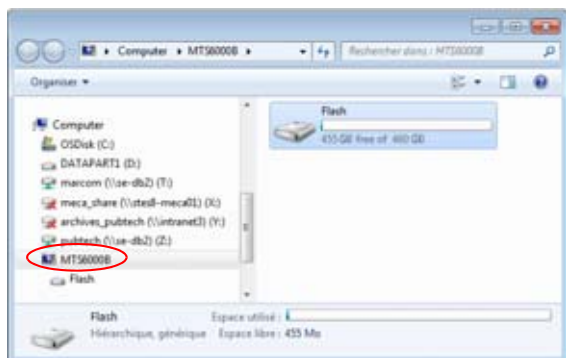 Computer ▸ MTS6000B ▸
Rechercher dans : MTS6000B
Organiser ▾
Computer
OSDisk (C:)
DATAPART1 (D:)
marcom (\\se-db2) (T:)
meca_share (\\stesll-meca01) (X:)
archives_pubtech (\\intranet3) (Y:)
pubtech (\\se-db2) (Z:)
MTS6000B
Flash
Flash
455 GB free of 460 GB
Flash
Espace utilisé :
Hiérarchique, générique Espace libre : 455 Mo